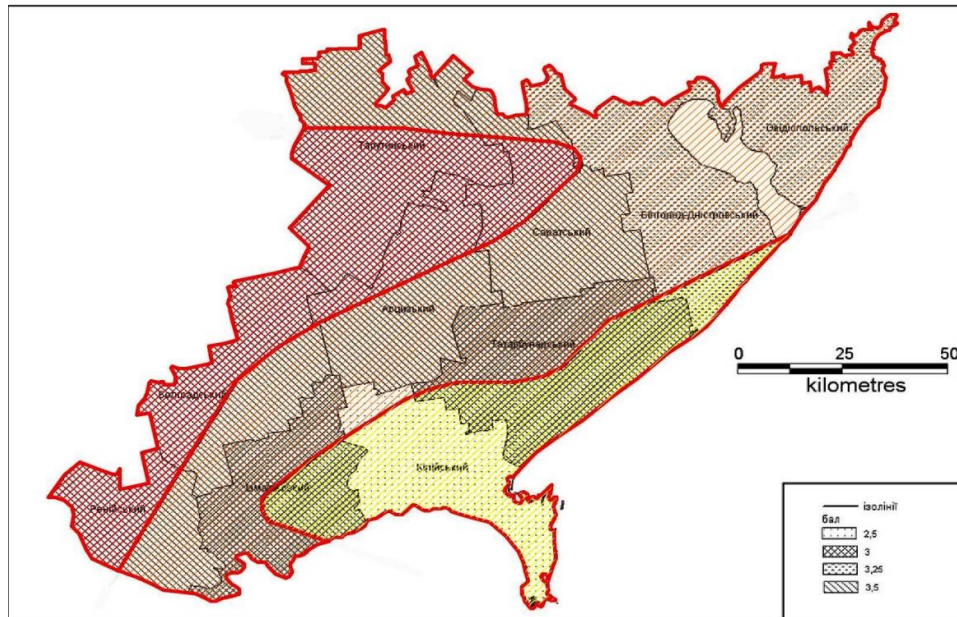 Овідіопольський
Тарутинський
Білгород-Дністровський
Саратський
Арцизький
Татарбунарський
Болградський
Кілійський
Ізмаїльський
Ренійський
0 25 50
kilometres
ізолінії
бал
2,5
3
3,25
3,5